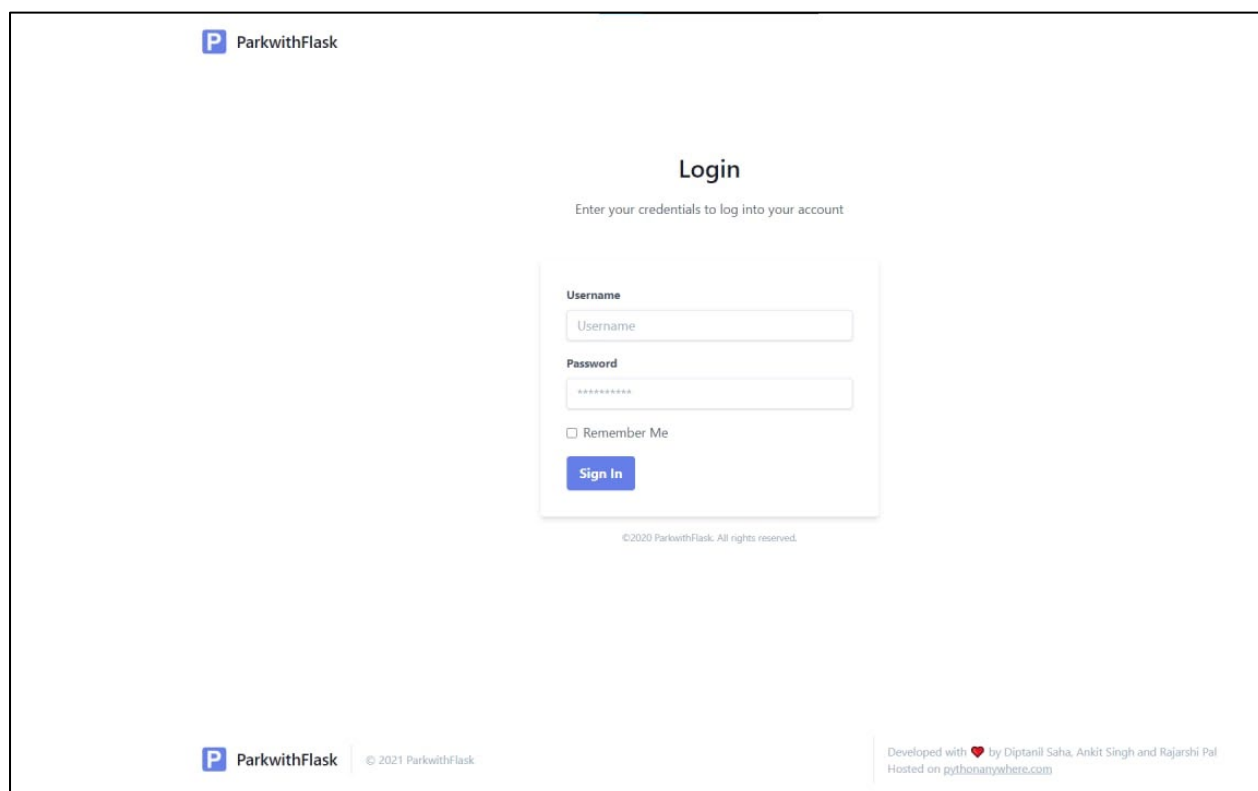 P ParkwithFlask
Login
Enter your credentials to log into your account
Username
Username
Password
**********
Remember Me
Sign In
©2020 ParkwithFlask. All rights reserved.
P ParkwithFlask
© 2021 ParkwithFlask
Developed with ❤ by Diptanil Saha, Ankit Singh and Rajarshi Pal
Hosted on pythonanywhere.com